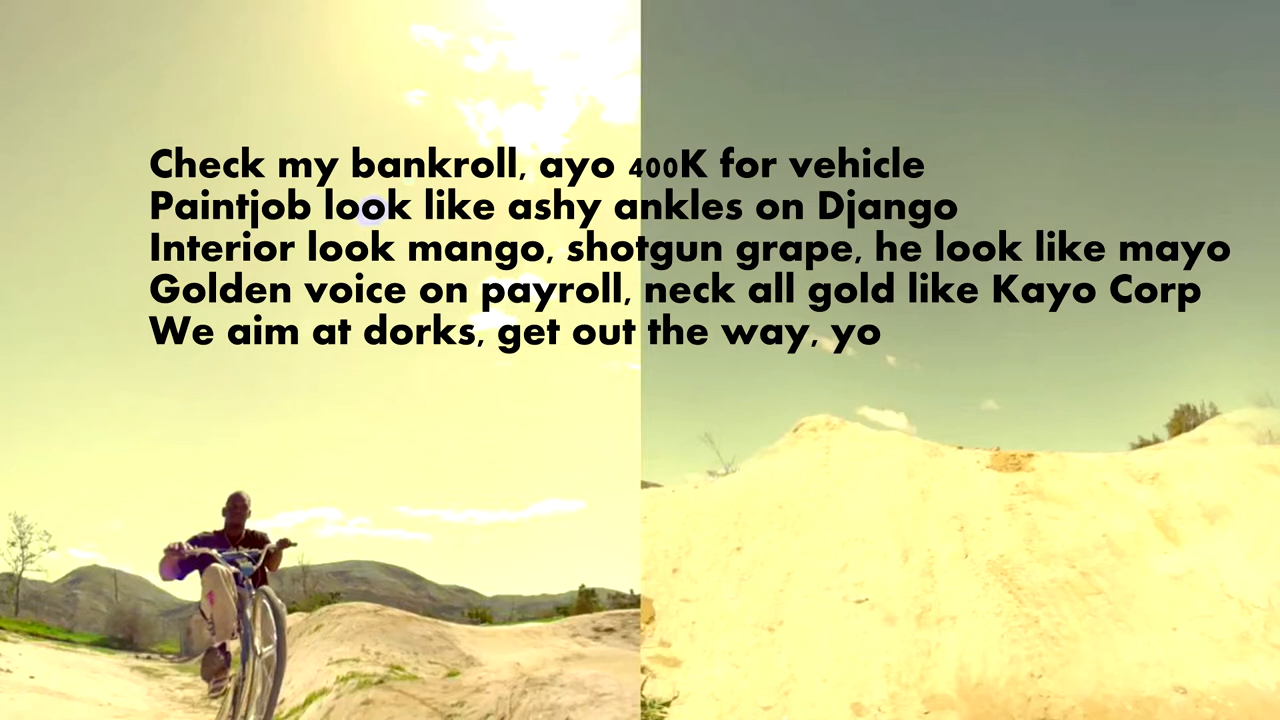 Check my bankroll, ayo 400K for vehicle
Paintjob look like ashy ankles on Django
Interior look mango, shotgun grape, he look like mayo
Golden voice on payroll, neck all gold like Kayo Corp
We aim at dorks, get out the way, yo